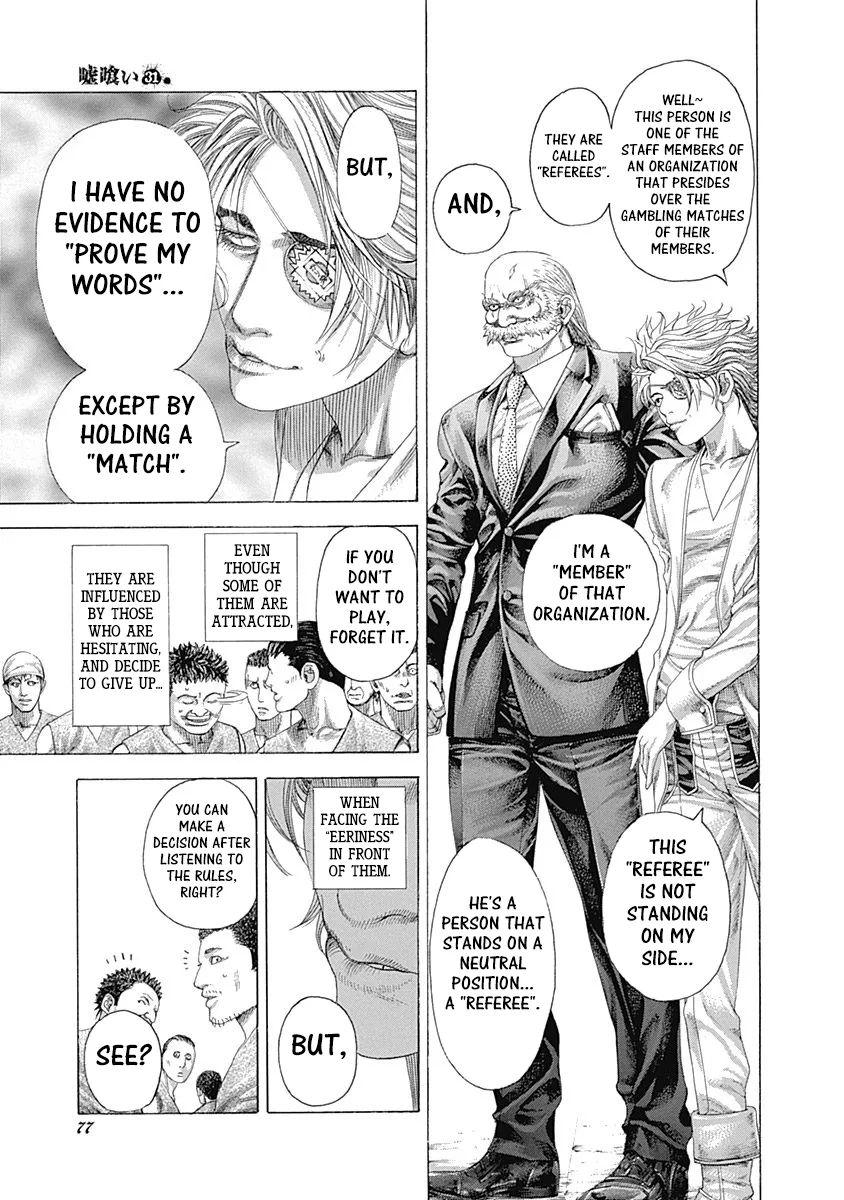 嘘喰い 31
WELL~
THIS PERSON IS
ONE OF THE
STAFF MEMBERS OF
AN ORGANIZATION
THAT PRESIDES
OVER THE
GAMBLING MATCHES
OF THEIR
MEMBERS.
THEY ARE
CALLED
"REFEREES".
AND,
I'M A
"MEMBER"
OF THAT
ORGANIZATION.
THIS
"REFEREE"
IS NOT
STANDING
ON MY
SIDE...
HE'S A
PERSON THAT
STANDS ON A
NEUTRAL
POSITION...
A "REFEREE".
BUT,
I HAVE NO
EVIDENCE TO
"PROVE MY
WORDS"...
EXCEPT BY
HOLDING A
"MATCH".
IF YOU
DON'T
WANT TO
PLAY,
FORGET IT.
EVEN
THOUGH
SOME OF
THEM ARE
ATTRACTED,
THEY ARE
INFLUENCED
BY THOSE
WHO ARE
HESITATING,
AND DECIDE
TO GIVE UP...
WHEN
FACING THE
"EERINESS"
IN FRONT
OF THEM.
BUT,
YOU CAN
MAKE A
DECISION AFTER
LISTENING TO
THE RULES,
RIGHT?
SEE?
77